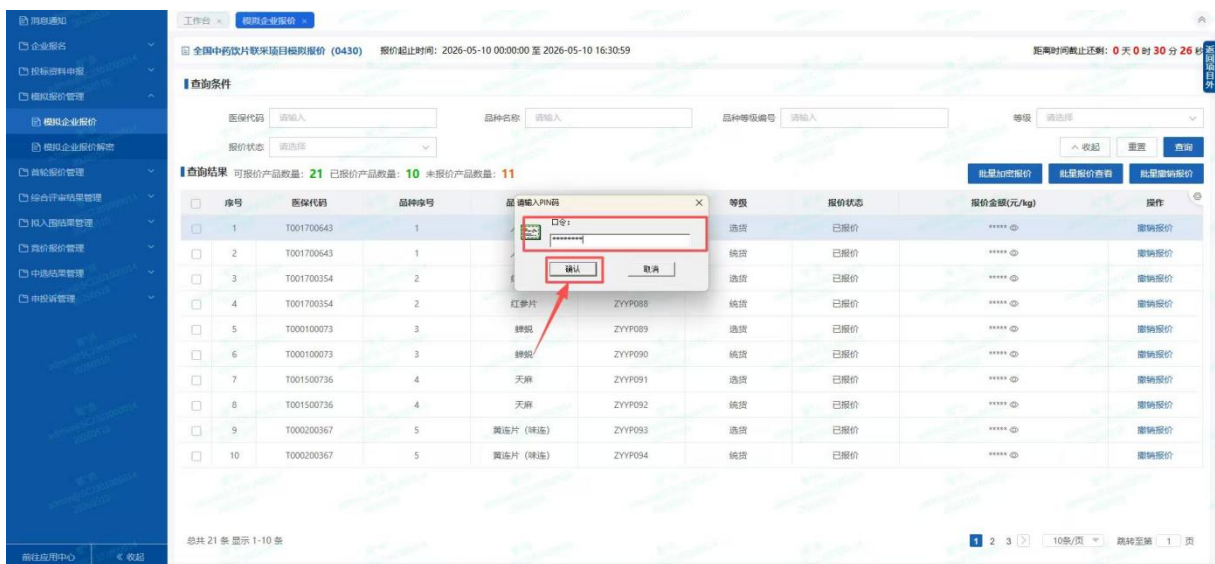 消息通知
工作台 ×
模拟企业报价 ×
企业报名
全国中药饮片联采项目模拟报价（0430）
报价起止时间：2026-05-10 00:00:00 至 2026-05-10 16:30:59
距离时间截止还剩：0 天 0 时 30 分 26 秒
返回项目外
投标资料申报
查询条件
模拟报价管理
模拟企业报价
医保代码 请输入
品种名称 请输入
品种等级编号 请输入
等级 请选择
模拟企业报价解密
报价状态 请选择
收起 重置 查询
首轮报价管理
查询结果 可报价产品数量：21 已报价产品数量：10 未报价产品数量：11
批量加密报价 批量报价查看 批量撤销报价
综合评审结果管理
序号 医保代码 品种序号 等级 报价状态 报价金额(元/kg) 操作
请输入PIN码 ×
口令：
********
确认 取消
拟入围结果管理
竞价报价管理
中选结果管理
申投诉管理
1 T001700643 1 选货 已报价 ***** 撤销报价
2 T001700643 1 统货 已报价 ***** 撤销报价
3 T001700354 2 选货 已报价 ***** 撤销报价
4 T001700354 2 红参片 ZYYP088 统货 已报价 ***** 撤销报价
5 T000100073 3 蝉蜕 ZYYP089 选货 已报价 ***** 撤销报价
6 T000100073 3 蝉蜕 ZYYP090 统货 已报价 ***** 撤销报价
7 T001500736 4 天麻 ZYYP091 选货 已报价 ***** 撤销报价
8 T001500736 4 天麻 ZYYP092 统货 已报价 ***** 撤销报价
9 T000200367 5 黄连片（味连） ZYYP093 选货 已报价 ***** 撤销报价
10 T000200367 5 黄连片（味连） ZYYP094 统货 已报价 ***** 撤销报价
总共 21 条 显示 1-10 条
1 2 3 10条/页 跳转至第 1 页
前往应用中心 收起